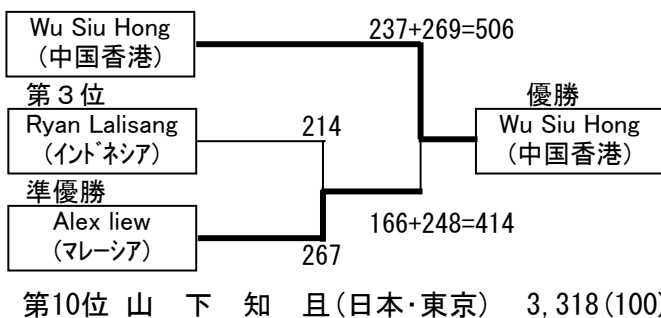 Wu Siu Hong
(中国香港)
237+269=506
第3位
Ryan Lalisang
(インドネシア)
214
優勝
Wu Siu Hong
(中国香港)
準優勝
Alex liew
(マレーシア)
267
166+248=414
第10位 山 下 知 且(日本・東京) 3,318(100)